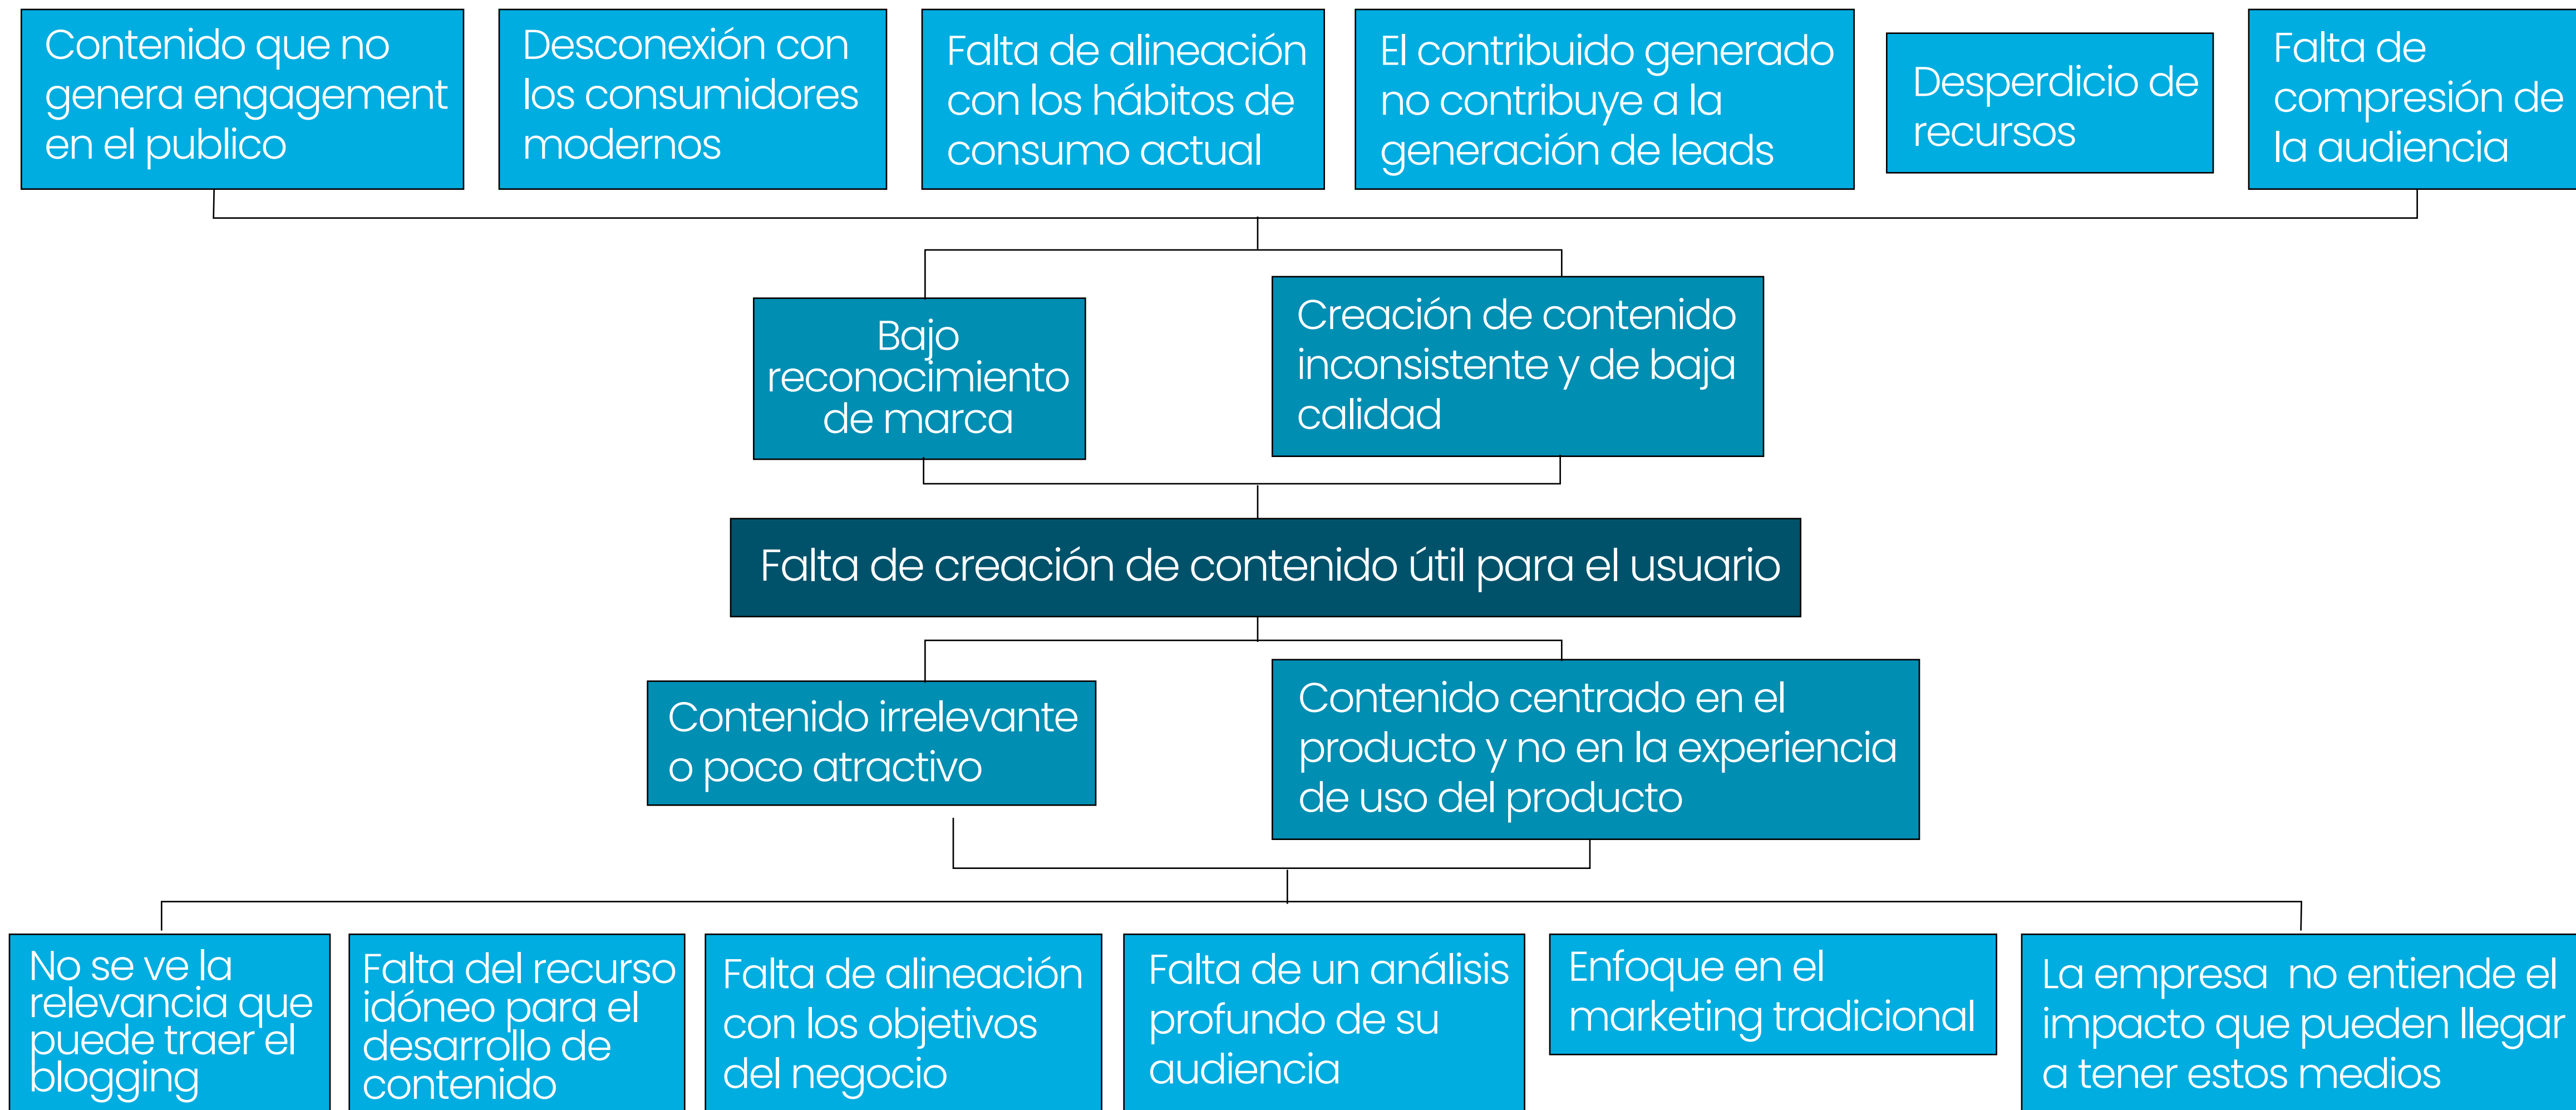 Contenido que no
genera engagement
en el publico
Desconexión con
los consumidores
modernos
Falta de alineación
con los hábitos de
consumo actual
El contribuido generado
no contribuye a la
generación de leads
Desperdicio de
recursos
Falta de
compresión de
la audiencia
Bajo
reconocimiento
de marca
Creación de contenido
inconsistente y de baja
calidad
Falta de creación de contenido útil para el usuario
Contenido irrelevante
o poco atractivo
Contenido centrado en el
producto y no en la experiencia
de uso del producto
No se ve la
relevancia que
puede traer el
blogging
Falta del recurso
idóneo para el
desarrollo de
contenido
Falta de alineación
con los objetivos
del negocio
Falta de un análisis
profundo de su
audiencia
Enfoque en el
marketing tradicional
La empresa  no entiende el
impacto que pueden llegar
a tener estos medios